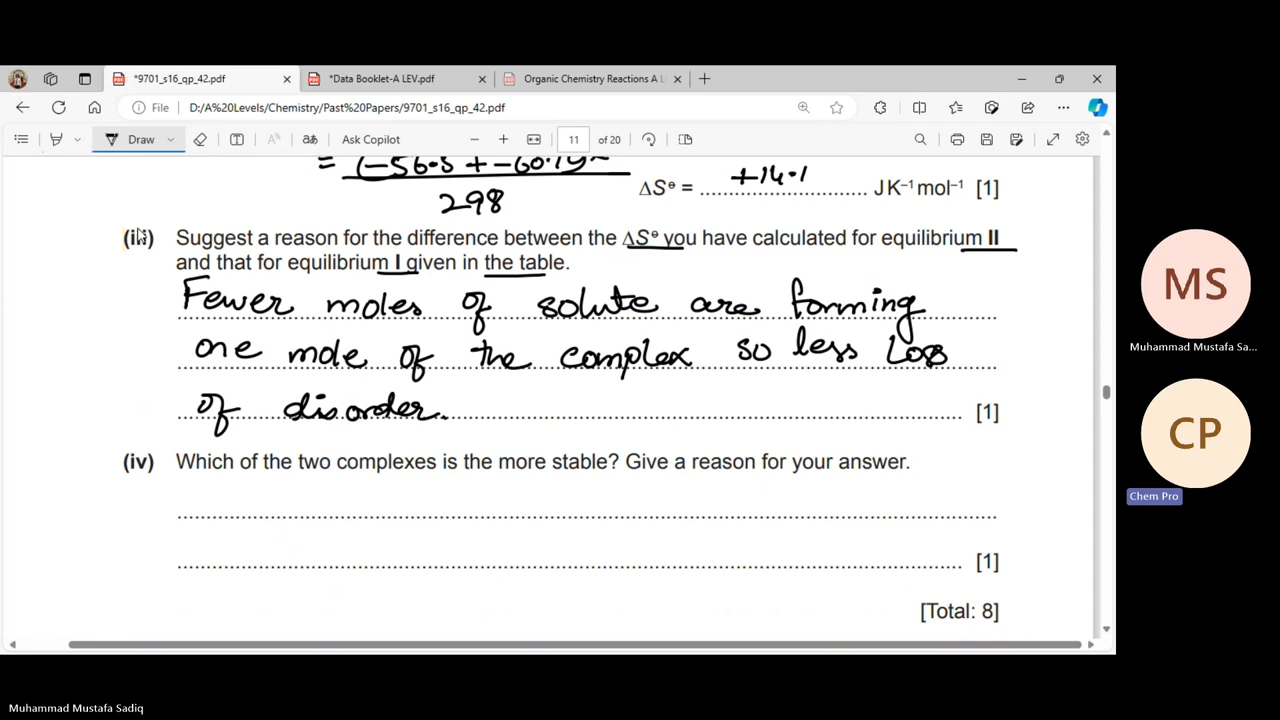 *9701_s16_qp_42.pdf
*Data Booklet-A LEV.pdf
Organic Chemistry Reactions A L
File D:/A%20Levels/Chemistry/Past%20Papers/9701_s16_qp_42.pdf
Draw
Ask Copilot
11 of 20
= (-56.5 + -60.
298
ΔS⦵ = +14.1 J K⁻¹ mol⁻¹ [1]
Suggest a reason for the difference between the ΔS⦵ you have calculated for equilibrium II
and that for equilibrium I given in the table.
Fewer moles of solute are forming
one mole of the complex so less Loss
of disorder.
[1]
(iv) Which of the two complexes is the more stable? Give a reason for your answer.
[1]
[Total: 8]
MS
Muhammad Mustafa Sa...
CP
Chem Pro
Muhammad Mustafa Sadiq